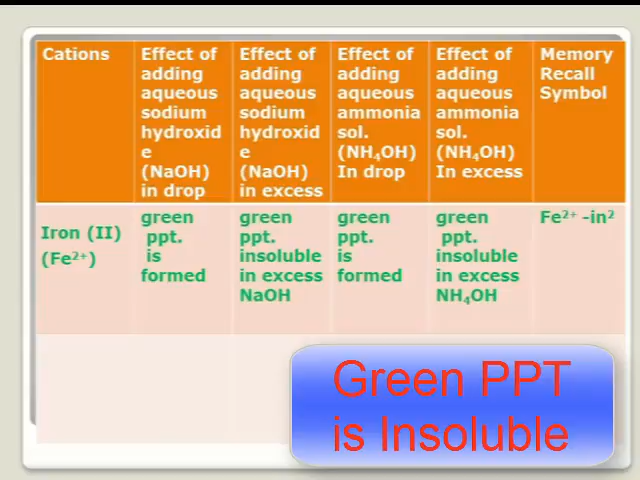 Cations
Effect of
adding
aqueous
sodium
hydroxid
e
(NaOH)
in drop
Effect of
adding
aqueous
sodium
hydroxid
e
(NaOH)
in excess
Effect of
adding
aqueous
ammonia
sol.
(NH₄OH)
In drop
Effect of
adding
aqueous
ammonia
sol.
(NH₄OH)
In excess
Memory
Recall
Symbol
Iron (II)
(Fe²⁺)
green
ppt.
is
formed
green
ppt.
insoluble
in excess
NaOH
green
ppt.
is
formed
green
ppt.
insoluble
in excess
NH₄OH
Fe²⁺ -in²
Green PPT
is Insoluble